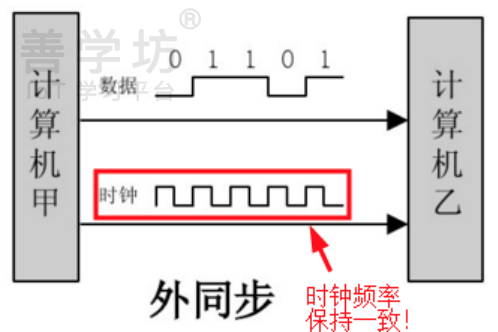 善学坊®
IT学习平台
计算机甲
数据
0 1 1 0 1
时钟
计算机乙
外同步
时钟频率
保持一致!